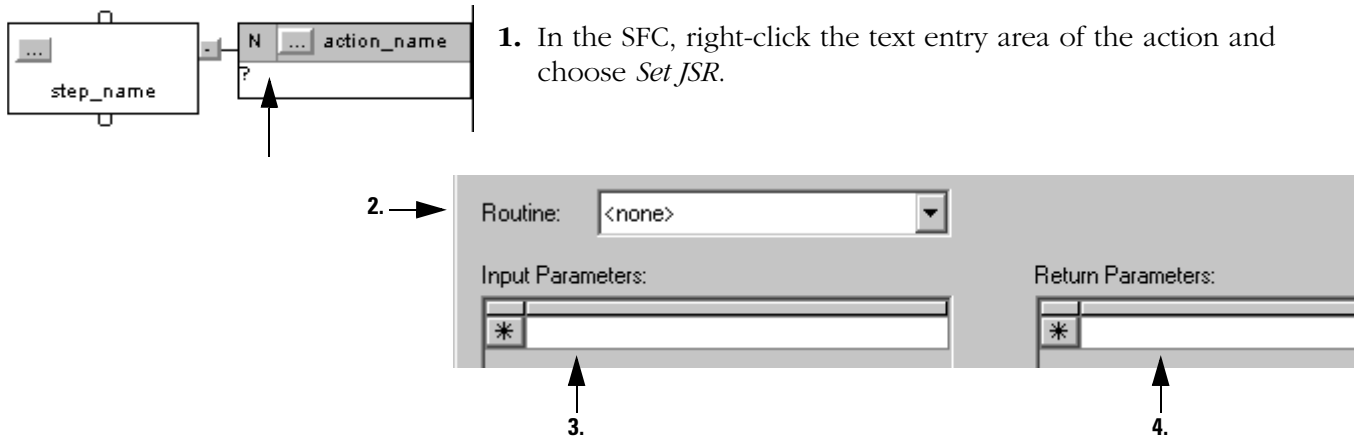 ...
step_name
-
N ... action_name
?
1. In the SFC, right-click the text entry area of the action and
choose Set JSR.
2.
Routine: <none>
Input Parameters: Return Parameters:
* *
3. 4.